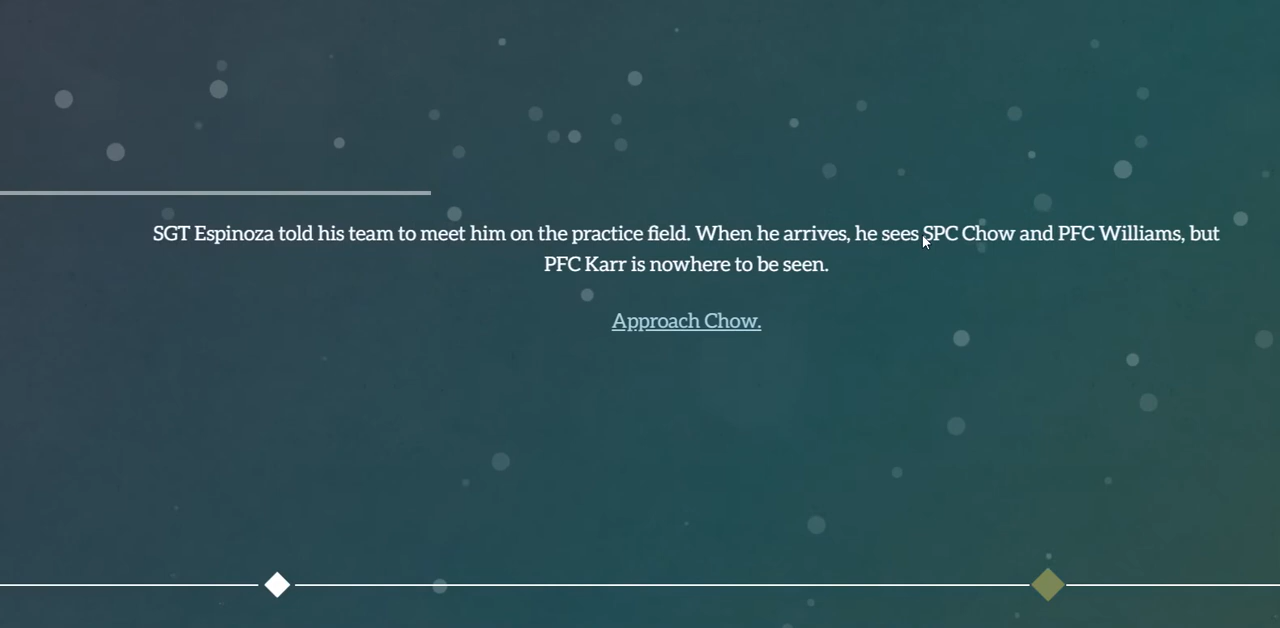 SGT Espinoza told his team to meet him on the practice field. When he arrives, he sees SPC Chow and PFC Williams, but
PFC Karr is nowhere to be seen.
Approach Chow.